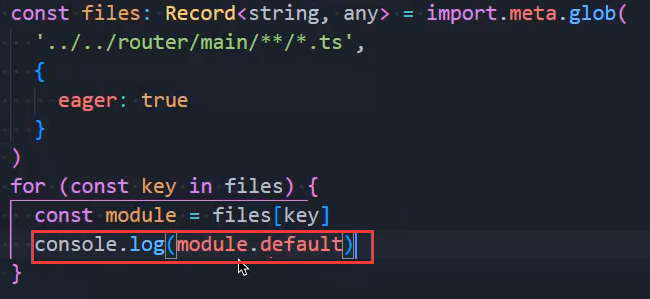 const files: Record<string, any> = import.meta.glob(
  '../../router/main/**/*.ts',
  {
    eager: true
  }
)
for (const key in files) {
  const module = files[key]
  console.log(module.default)
}